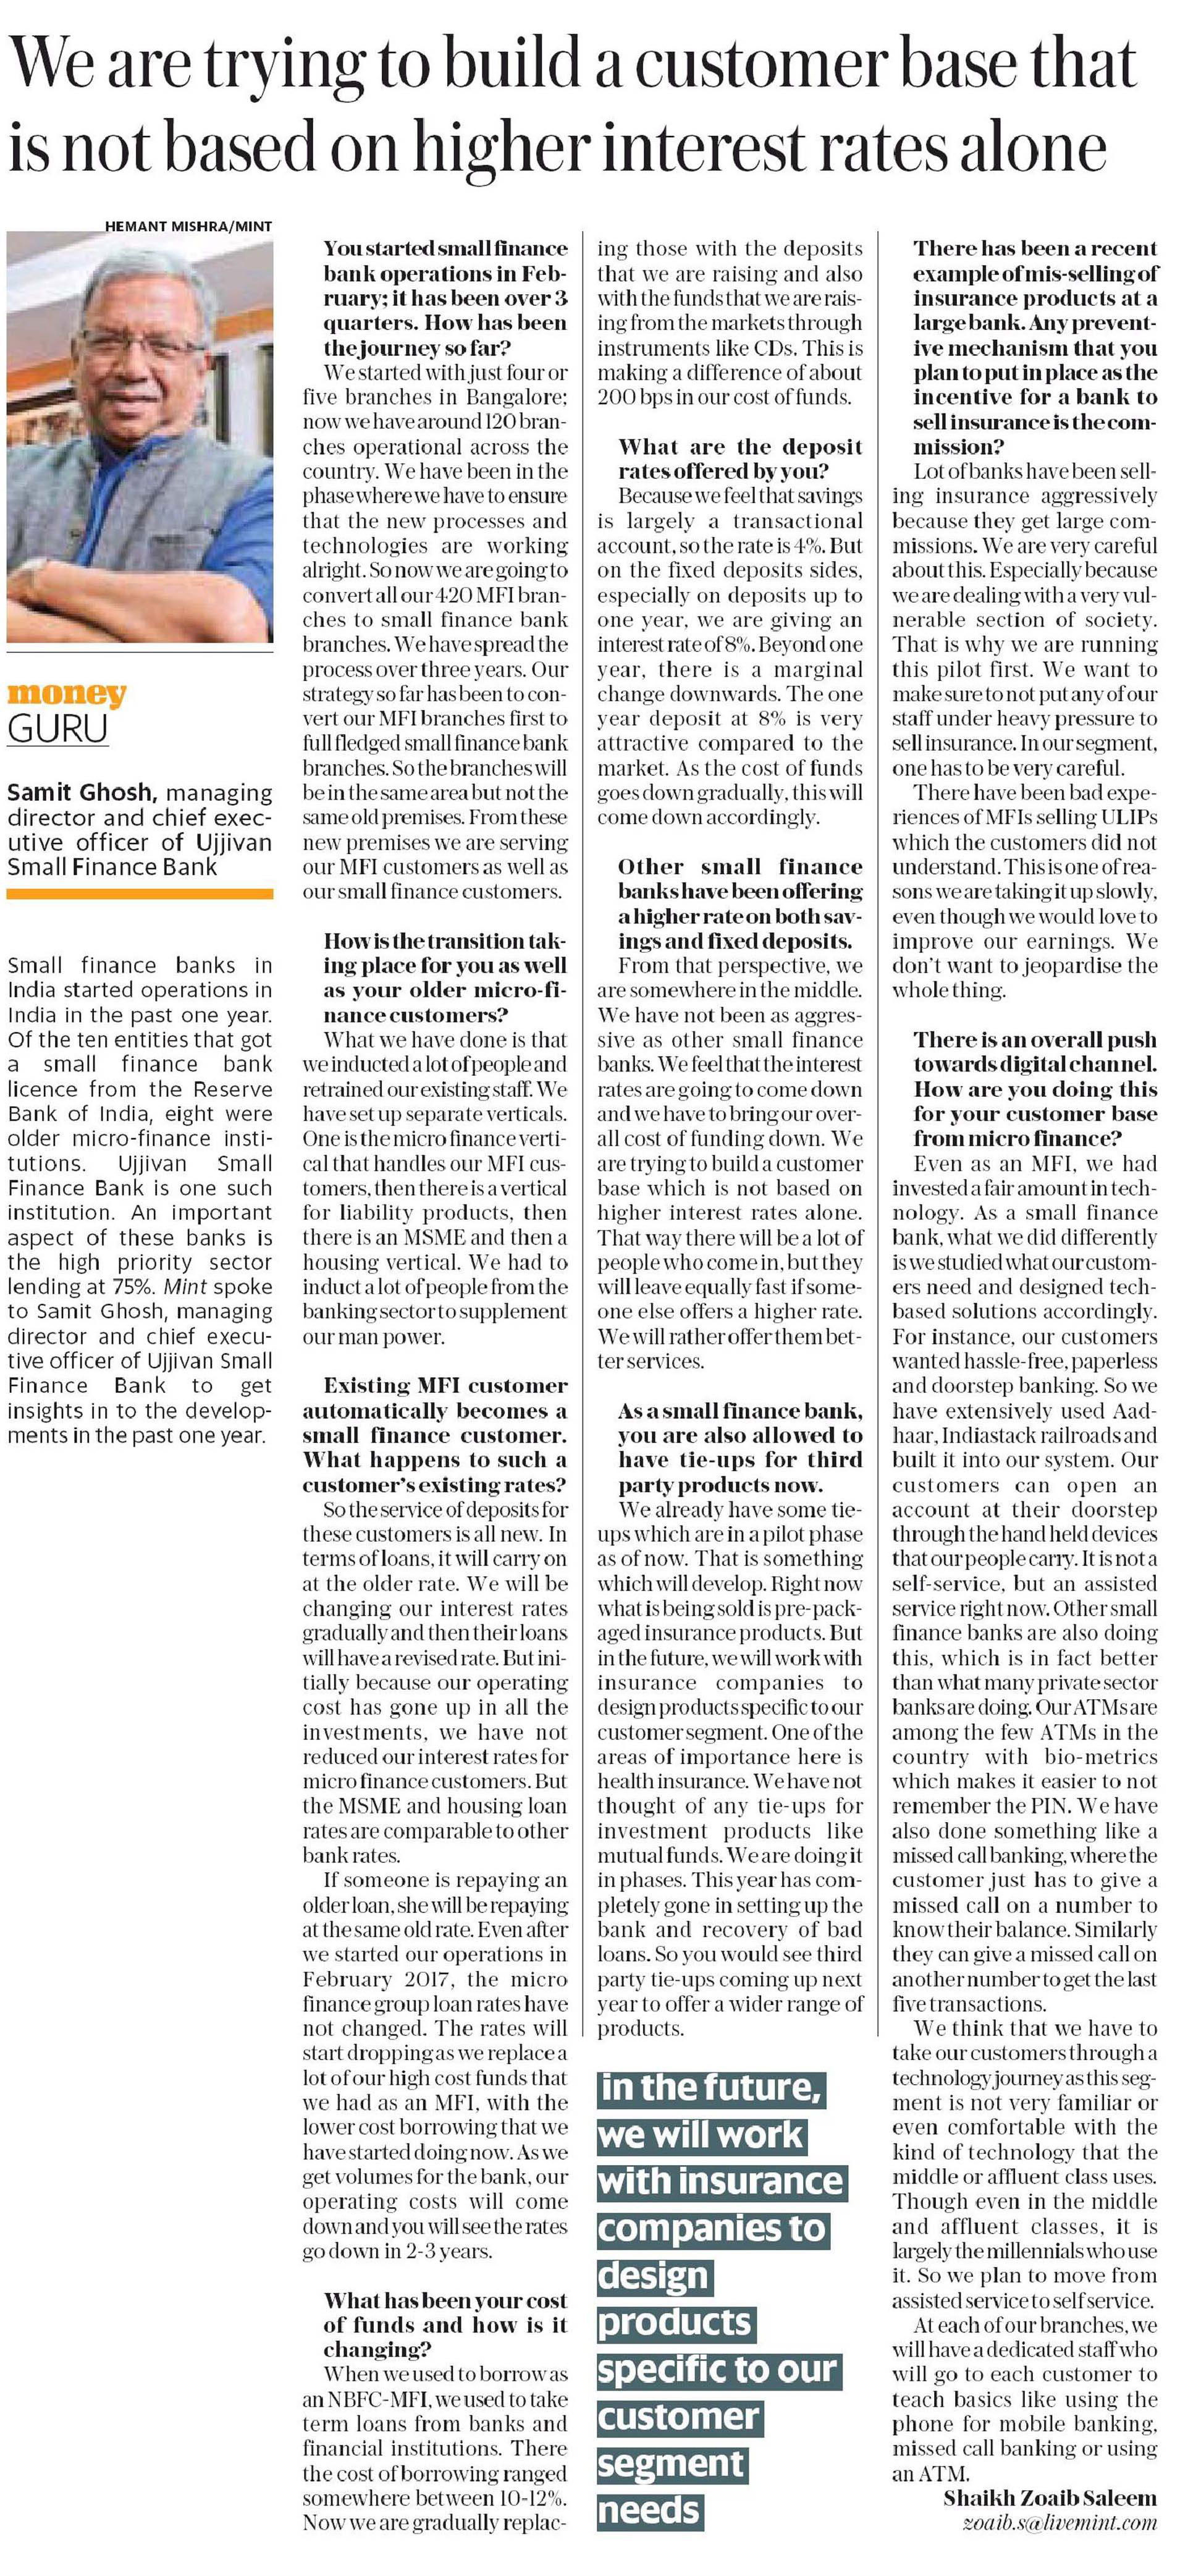 We are trying to build a customer base that
is not based on higher interest rates alone
HEMANT MISHRA/MINT
money
GURU
Samit Ghosh, managing
director and chief exec-
utive officer of Ujjivan
Small Finance Bank
Small finance banks in
India started operations in
India in the past one year.
Of the ten entities that got
a small finance bank
licence from the Reserve
Bank of India, eight were
older micro-finance insti-
tutions. Ujjivan Small
Finance Bank is one such
institution. An important
aspect of these banks is
the high priority sector
lending at 75%. Mint spoke
to Samit Ghosh, managing
director and chief execu-
tive officer of Ujjivan Small
Finance Bank to get
insights in to the develop-
ments in the past one year.
You started small finance
bank operations in Feb-
ruary; it has been over 3
quarters. How has been
the journey so far?
We started with just four or
five branches in Bangalore;
now we have around 120 bran-
ches operational across the
country. We have been in the
phase where we have to ensure
that the new processes and
technologies are working
alright. So now we are going to
convert all our 420 MFI bran-
ches to small finance bank
branches. We have spread the
process over three years. Our
strategy so far has been to con-
vert our MFI branches first to
full fledged small finance bank
branches. So the branches will
be in the same area but not the
same old premises. From these
new premises we are serving
our MFI customers as well as
our small finance customers.
How is the transition tak-
ing place for you as well
as your older micro-fi-
nance customers?
What we have done is that
we inducted a lot of people and
retrained our existing staff. We
have set up separate verticals.
One is the micro finance verti-
cal that handles our MFI cus-
tomers, then there is a vertical
for liability products, then
there is an MSME and then a
housing vertical. We had to
induct a lot of people from the
banking sector to supplement
our man power.
Existing MFI customer
automatically becomes a
small finance customer.
What happens to such a
customer's existing rates?
So the service of deposits for
these customers is all new. In
terms of loans, it will carry on
at the older rate. We will be
changing our interest rates
gradually and then their loans
will have a revised rate. But ini-
tially because our operating
cost has gone up in all the
investments, we have not
reduced our interest rates for
micro finance customers. But
the MSME and housing loan
rates are comparable to other
bank rates.
If someone is repaying an
older loan, she will be repaying
at the same old rate. Even after
we started our operations in
February 2017, the micro
finance group loan rates have
not changed. The rates will
start dropping as we replace a
lot of our high cost funds that
we had as an MFI, with the
lower cost borrowing that we
have started doing now. As we
get volumes for the bank, our
operating costs will come
down and you will see the rates
go down in 2-3 years.
What has been your cost
of funds and how is it
changing?
When we used to borrow as
an NBFC-MFI, we used to take
term loans from banks and
financial institutions. There
the cost of borrowing ranged
somewhere between 10-12%.
Now we are gradually replac-
ing those with the deposits
that we are raising and also
with the funds that we are rais-
ing from the markets through
instruments like CDs. This is
making a difference of about
200 bps in our cost of funds.
What are the deposit
rates offered by you?
Because we feel that savings
is largely a transactional
account, so the rate is 4%. But
on the fixed deposits sides,
especially on deposits up to
one year, we are giving an
interest rate of 8%. Beyond one
year, there is a marginal
change downwards. The one
year deposit at 8% is very
attractive compared to the
market. As the cost of funds
goes down gradually, this will
come down accordingly.
Other small finance
banks have been offering
a higher rate on both sav-
ings and fixed deposits.
From that perspective, we
are somewhere in the middle.
We have not been as aggres-
sive as other small finance
banks. We feel that the interest
rates are going to come down
and we have to bring our over-
all cost of funding down. We
are trying to build a customer
base which is not based on
higher interest rates alone.
That way there will be a lot of
people who come in, but they
will leave equally fast if some-
one else offers a higher rate.
We will rather offer them bet-
ter services.
As a small finance bank,
you are also allowed to
have tie-ups for third
party products now.
We already have some tie-
ups which are in a pilot phase
as of now. That is something
which will develop. Right now
what is being sold is pre-pack-
aged insurance products. But
in the future, we will work with
insurance companies to
design products specific to our
customer segment. One of the
areas of importance here is
health insurance. We have not
thought of any tie-ups for
investment products like
mutual funds. We are doing it
in phases. This year has com-
pletely gone in setting up the
bank and recovery of bad
loans. So you would see third
party tie-ups coming up next
year to offer a wider range of
products.
in the future,
we will work
with insurance
companies to
design
products
specific to our
customer
segment
needs
There has been a recent
example of mis-selling of
insurance products at a
large bank. Any prevent-
ive mechanism that you
plan to put in place as the
incentive for a bank to
sell insurance is the com-
mission?
Lot of banks have been sell-
ing insurance aggressively
because they get large com-
missions. We are very careful
about this. Especially because
we are dealing with a very vul-
nerable section of society.
That is why we are running
this pilot first. We want to
make sure to not put any of our
staff under heavy pressure to
sell insurance. In our segment,
one has to be very careful.
There have been bad expe-
riences of MFIs selling ULIPs
which the customers did not
understand. This is one of rea-
sons we are taking it up slowly,
even though we would love to
improve our earnings. We
don't want to jeopardise the
whole thing.
There is an overall push
towards digital channel.
How are you doing this
for your customer base
from micro finance?
Even as an MFI, we had
invested a fair amount in tech-
nology. As a small finance
bank, what we did differently
is we studied what our custom-
ers need and designed tech-
based solutions accordingly.
For instance, our customers
wanted hassle-free, paperless
and doorstep banking. So we
have extensively used Aad-
haar, Indiastack railroads and
built it into our system. Our
customers can open an
account at their doorstep
through the hand held devices
that our people carry. It is not a
self-service, but an assisted
service right now. Other small
finance banks are also doing
this, which is in fact better
than what many private sector
banks are doing. Our ATMs are
among the few ATMs in the
country with bio-metrics
which makes it easier to not
remember the PIN. We have
also done something like a
missed call banking, where the
customer just has to give a
missed call on a number to
know their balance. Similarly
they can give a missed call on
another number to get the last
five transactions.
We think that we have to
take our customers through a
technology journey as this seg-
ment is not very familiar or
even comfortable with the
kind of technology that the
middle or affluent class uses.
Though even in the middle
and affluent classes, it is
largely the millennials who use
it. So we plan to move from
assisted service to self service.
At each of our branches, we
will have a dedicated staff who
will go to each customer to
teach basics like using the
phone for mobile banking,
missed call banking or using
an ATM.
Shaikh Zoaib Saleem
zoaib.s@livemint.com